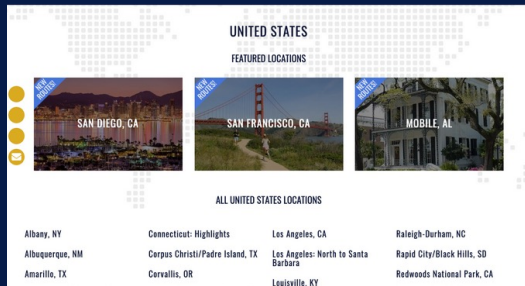 UNITED STATES
FEATURED LOCATIONS
NEW ROUTES!
SAN DIEGO, CA
NEW ROUTES!
SAN FRANCISCO, CA
NEW ROUTES!
MOBILE, AL
ALL UNITED STATES LOCATIONS
Albany, NY
Albuquerque, NM
Amarillo, TX
Connecticut: Highlights
Corpus Christi/Padre Island, TX
Corvallis, OR
Los Angeles, CA
Los Angeles: North to Santa
Barbara
Louisville, KY
Raleigh-Durham, NC
Rapid City/Black Hills, SD
Redwoods National Park, CA